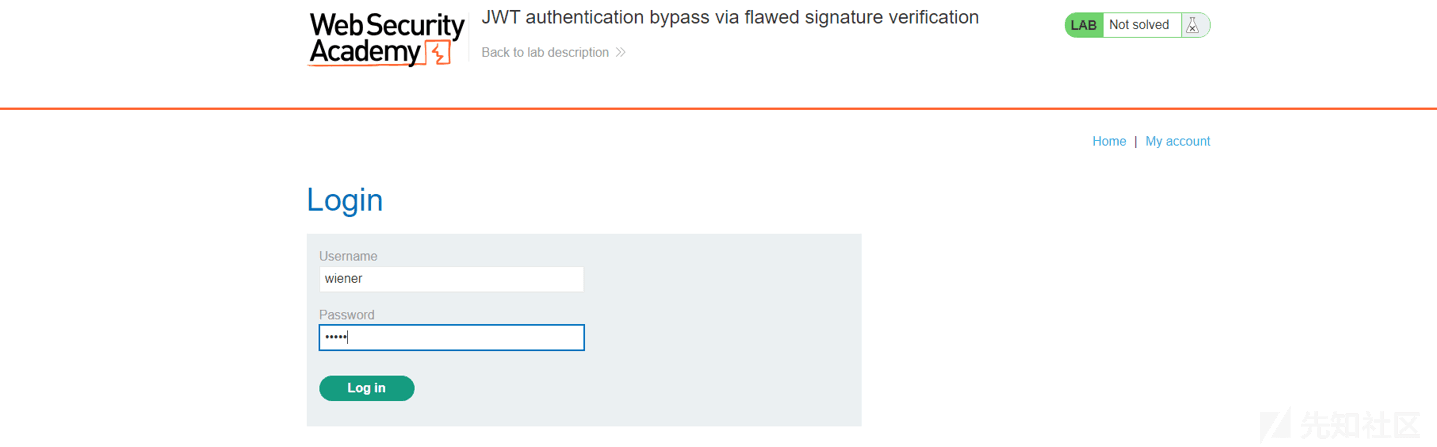 Web Security
Academy
JWT authentication bypass via flawed signature verification
Back to lab description
LAB Not solved
Home | My account
Login
Username
wiener
Password
•••••
Log in
先知社区